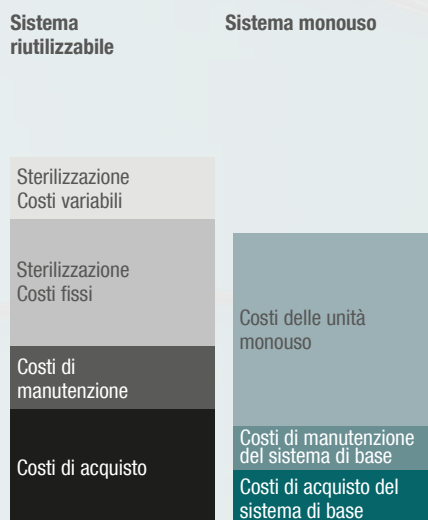 Sistema
riutilizzabile
Sistema monouso
Sterilizzazione
Costi variabili
Sterilizzazione
Costi fissi
Costi di
manutenzione
Costi di acquisto
Costi delle unità
monouso
Costi di manutenzione
del sistema di base
Costi di acquisto del
sistema di base